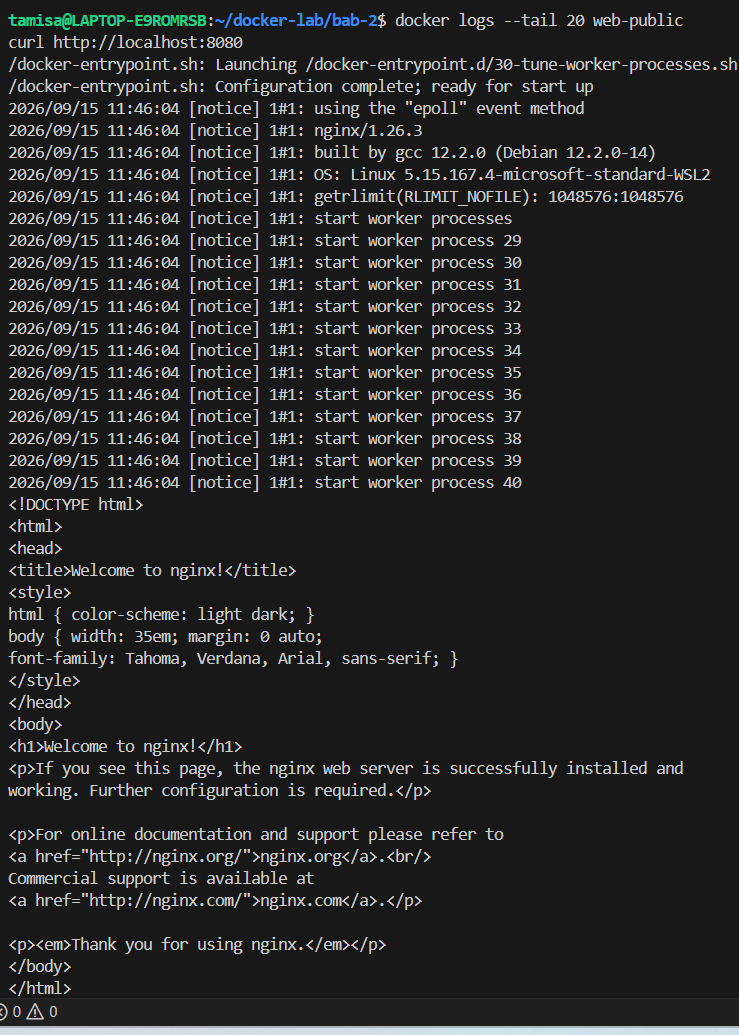 tamisa@LAPTOP-E9ROMRSB:~/docker-lab/bab-2$ docker logs --tail 20 web-public
curl http://localhost:8080
/docker-entrypoint.sh: Launching /docker-entrypoint.d/30-tune-worker-processes.sh
/docker-entrypoint.sh: Configuration complete; ready for start up
2026/09/15 11:46:04 [notice] 1#1: using the "epoll" event method
2026/09/15 11:46:04 [notice] 1#1: nginx/1.26.3
2026/09/15 11:46:04 [notice] 1#1: built by gcc 12.2.0 (Debian 12.2.0-14)
2026/09/15 11:46:04 [notice] 1#1: OS: Linux 5.15.167.4-microsoft-standard-WSL2
2026/09/15 11:46:04 [notice] 1#1: getrlimit(RLIMIT_NOFILE): 1048576:1048576
2026/09/15 11:46:04 [notice] 1#1: start worker processes
2026/09/15 11:46:04 [notice] 1#1: start worker process 29
2026/09/15 11:46:04 [notice] 1#1: start worker process 30
2026/09/15 11:46:04 [notice] 1#1: start worker process 31
2026/09/15 11:46:04 [notice] 1#1: start worker process 32
2026/09/15 11:46:04 [notice] 1#1: start worker process 33
2026/09/15 11:46:04 [notice] 1#1: start worker process 34
2026/09/15 11:46:04 [notice] 1#1: start worker process 35
2026/09/15 11:46:04 [notice] 1#1: start worker process 36
2026/09/15 11:46:04 [notice] 1#1: start worker process 37
2026/09/15 11:46:04 [notice] 1#1: start worker process 38
2026/09/15 11:46:04 [notice] 1#1: start worker process 39
2026/09/15 11:46:04 [notice] 1#1: start worker process 40
<!DOCTYPE html>
<html>
<head>
<title>Welcome to nginx!</title>
<style>
html { color-scheme: light dark; }
body { width: 35em; margin: 0 auto;
font-family: Tahoma, Verdana, Arial, sans-serif; }
</style>
</head>
<body>
<h1>Welcome to nginx!</h1>
<p>If you see this page, the nginx web server is successfully installed and
working. Further configuration is required.</p>

<p>For online documentation and support please refer to
<a href="http://nginx.org/">nginx.org</a>.<br/>
Commercial support is available at
<a href="http://nginx.com/">nginx.com</a>.</p>

<p><em>Thank you for using nginx.</em></p>
</body>
</html>
0 0